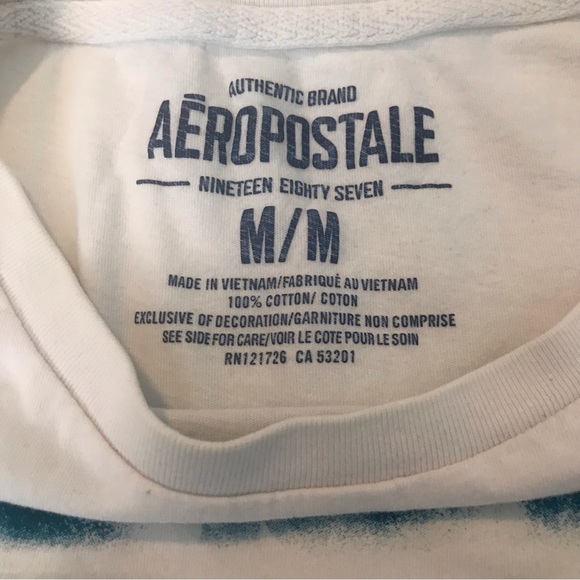 AUTHENTIC BRAND
AĒROPOSTALE
NINETEEN EIGHTY SEVEN
M/M
MADE IN VIETNAM/FABRIQUÉ AU VIETNAM
100% COTTON/ COTON
EXCLUSIVE OF DECORATION/GARNITURE NON COMPRISE
SEE SIDE FOR CARE/VOIR LE COTE POUR LE SOIN
RN121726 CA 53201